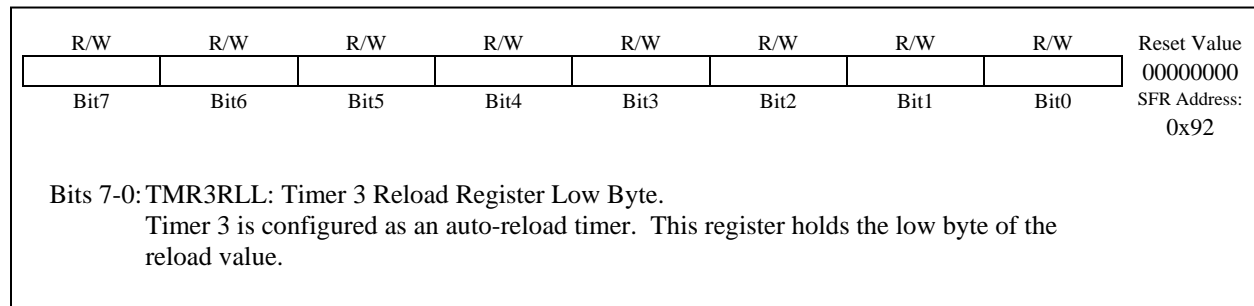 R/W R/W R/W R/W R/W R/W R/W R/W Reset Value
00000000
Bit7 Bit6 Bit5 Bit4 Bit3 Bit2 Bit1 Bit0 SFR Address:
0x92
Bits 7-0: TMR3RLL: Timer 3 Reload Register Low Byte.
Timer 3 is configured as an auto-reload timer. This register holds the low byte of the
reload value.